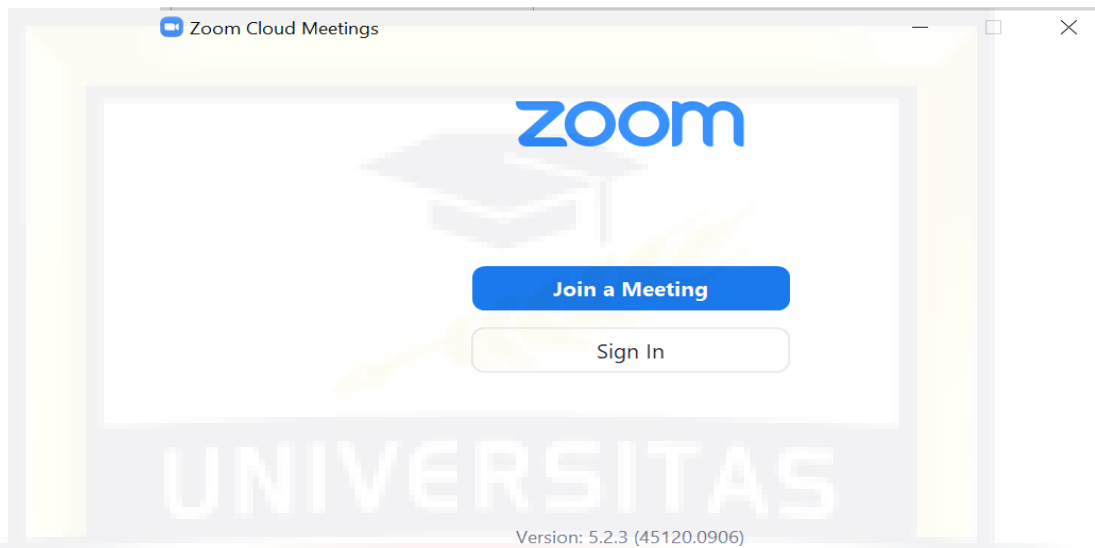 Zoom Cloud Meetings
zoom
Join a Meeting
Sign In
UNIVERSITAS
Version: 5.2.3 (45120.0906)